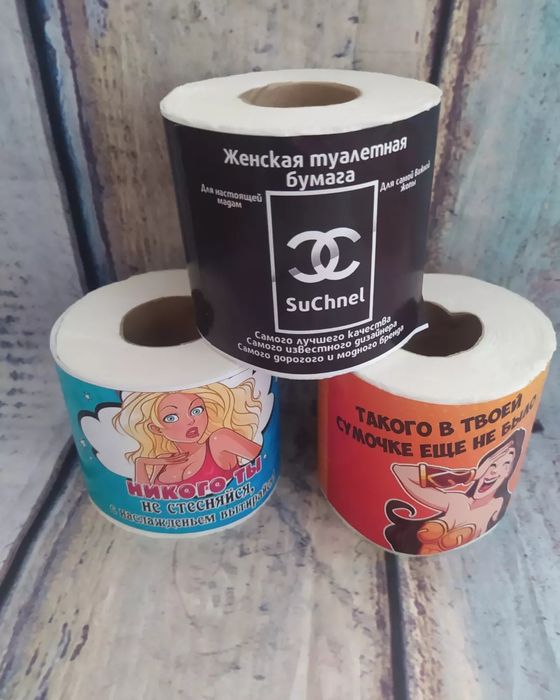 Женская туалетная
бумага
Для настоящей
мадам
Для самой важной
жопы
SuChnel
Самого лучшего качества
Самого известного дизайнера
Самого дорогого и модного бренда
НИКОГО ТЫ
НЕ СТЕСНЯЙСЯ,
С НАСЛАЖДЕНЬЕМ ВЫТИРАЙСЯ
ТАКОГО В ТВОЕЙ
СУМОЧКЕ ЕЩЕ НЕ БЫЛО